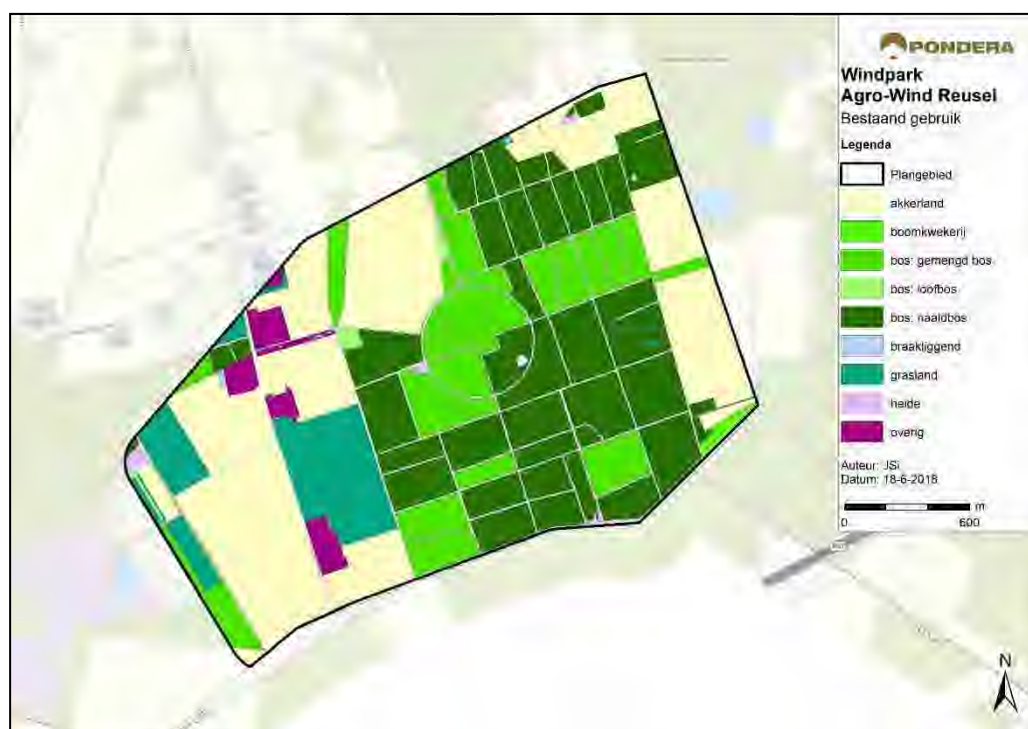 PONDERA
Windpark
Agro-Wind Reusel
Bestaand gebruik
Legenda
Plangebied
akkerland
boomkwekerij
bos: gemengd bos
bos: loofbos
bos: naaldbos
braakliggend
grasland
heide
overig
Auteur: JSi
Datum: 18-6-2018
m
0 600
N